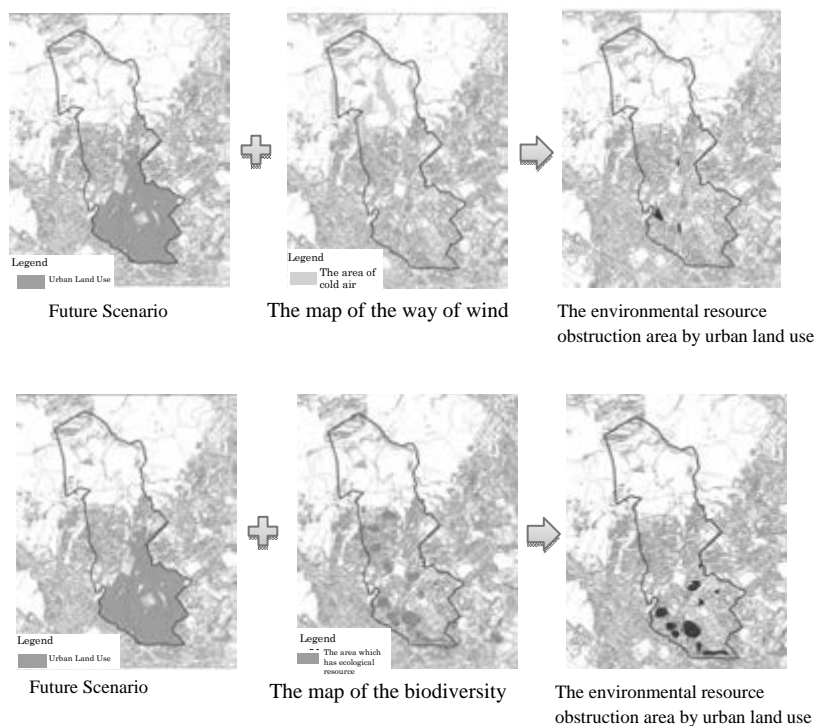 Legend
Urban Land Use
Future Scenario
Legend
The area of
cold air
The map of the way of wind
The environmental resource
obstruction area by urban land use
Legend
Urban Land Use
Future Scenario
Legend
The area which
has ecological
resource
The map of the biodiversity
The environmental resource
obstruction area by urban land use